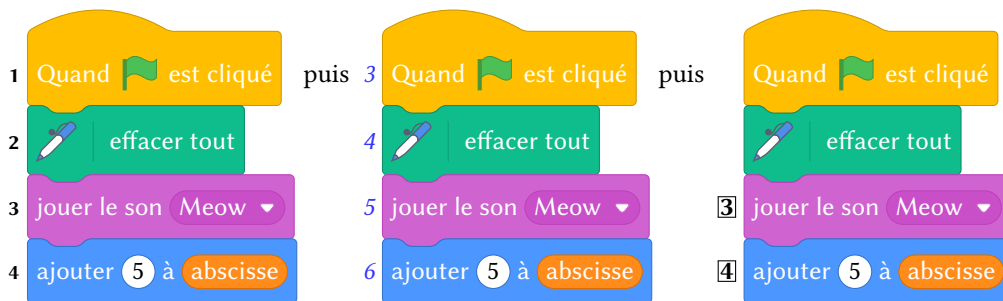 1 Quand est cliqué puis 3 Quand est cliqué puis Quand est cliqué
2 effacer tout 4 effacer tout effacer tout
3 jouer le son Meow 5 jouer le son Meow 3 jouer le son Meow
4 ajouter 5 à abscisse 6 ajouter 5 à abscisse 4 ajouter 5 à abscisse